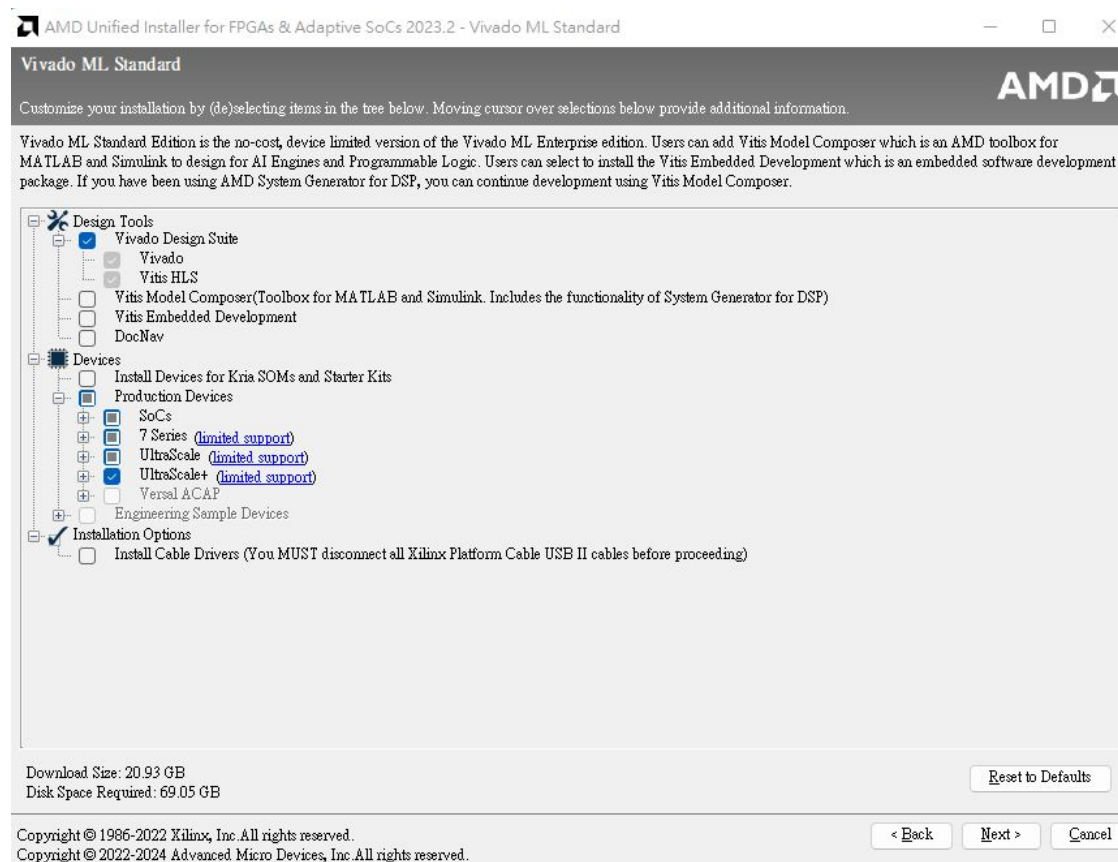 AMD Unified Installer for FPGAs & Adaptive SoCs 2023.2 - Vivado ML Standard
Vivado ML Standard
AMD
Customize your installation by (de)selecting items in the tree below. Moving cursor over selections below provide additional information.
Vivado ML Standard Edition is the no-cost, device limited version of the Vivado ML Enterprise edition. Users can add Vitis Model Composer which is an AMD toolbox for
MATLAB and Simulink to design for AI Engines and Programmable Logic. Users can select to install the Vitis Embedded Development which is an embedded software development
package. If you have been using AMD System Generator for DSP, you can continue development using Vitis Model Composer.
Design Tools
Vivado Design Suite
Vivado
Vitis HLS
Vitis Model Composer(Toolbox for MATLAB and Simulink. Includes the functionality of System Generator for DSP)
Vitis Embedded Development
DocNav
Devices
Install Devices for Kria SOMs and Starter Kits
Production Devices
SoCs
7 Series (limited support)
UltraScale (limited support)
UltraScale+ (limited support)
Versal ACAP
Engineering Sample Devices
Installation Options
Install Cable Drivers (You MUST disconnect all Xilinx Platform Cable USB II cables before proceeding)
Download Size: 20.93 GB
Disk Space Required: 69.05 GB
Reset to Defaults
Copyright © 1986-2022 Xilinx, Inc.All rights reserved.
Copyright © 2022-2024 Advanced Micro Devices, Inc.All rights reserved.
< Back
Next >
Cancel